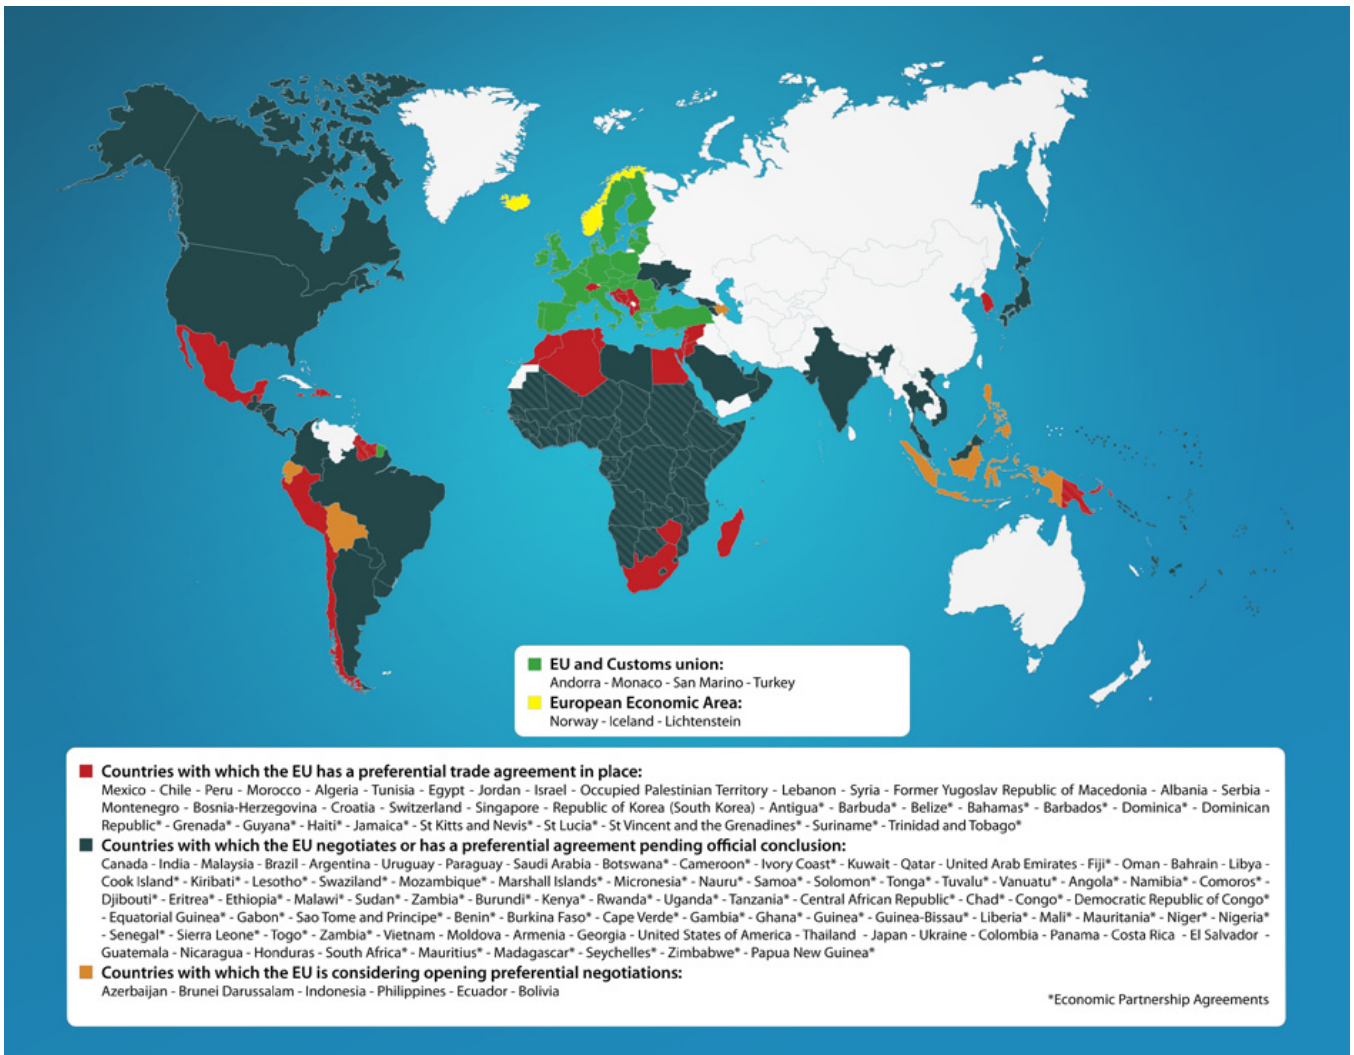 EU and Customs union:
Andorra - Monaco - San Marino - Turkey
European Economic Area:
Norway - Iceland - Lichtenstein
Countries with which the EU has a preferential trade agreement in place:
Mexico - Chile - Peru - Morocco - Algeria - Tunisia - Egypt - Jordan - Israel - Occupied Palestinian Territory - Lebanon - Syria - Former Yugoslav Republic of Macedonia - Albania - Serbia -
Montenegro - Bosnia-Herzegovina - Croatia - Switzerland - Singapore - Republic of Korea (South Korea) - Antigua* - Barbuda* - Belize* - Bahamas* - Barbados* - Dominica* - Dominican
Republic* - Grenada* - Guyana* - Haiti* - Jamaica* - St Kitts and Nevis* - St Lucia* - St Vincent and the Grenadines* - Suriname* - Trinidad and Tobago*
Countries with which the EU negotiates or has a preferential agreement pending official conclusion:
Canada - India - Malaysia - Brazil - Argentina - Uruguay - Paraguay - Saudi Arabia - Botswana* - Cameroon* - Ivory Coast* - Kuwait - Qatar - United Arab Emirates - Fiji* - Oman - Bahrain - Libya -
Cook Island* - Kiribati* - Lesotho* - Swaziland* - Mozambique* - Marshall Islands* - Micronesia* - Nauru* - Samoa* - Solomon* - Tonga* - Tuvalu* - Vanuatu* - Angola* - Namibia* - Comoros* -
Djibouti* - Eritrea* - Ethiopia* - Malawi* - Sudan* - Zambia* - Burundi* - Kenya* - Rwanda* - Uganda* - Tanzania* - Central African Republic* - Chad* - Congo* - Democratic Republic of Congo*
- Equatorial Guinea* - Gabon* - Sao Tome and Principe* - Benin* - Burkina Faso* - Cape Verde* - Gambia* - Ghana* - Guinea* - Guinea-Bissau* - Liberia* - Mali* - Mauritania* - Niger* - Nigeria*
- Senegal* - Sierra Leone* - Togo* - Zambia* - Vietnam - Moldova - Armenia - Georgia - United States of America - Thailand - Japan - Ukraine - Colombia - Panama - Costa Rica - El Salvador -
Guatemala - Nicaragua - Honduras - South Africa* - Mauritius* - Madagascar* - Seychelles* - Zimbabwe* - Papua New Guinea*
Countries with which the EU is considering opening preferential negotiations:
Azerbaijan - Brunei Darussalam - Indonesia - Philippines - Ecuador - Bolivia
*Economic Partnership Agreements